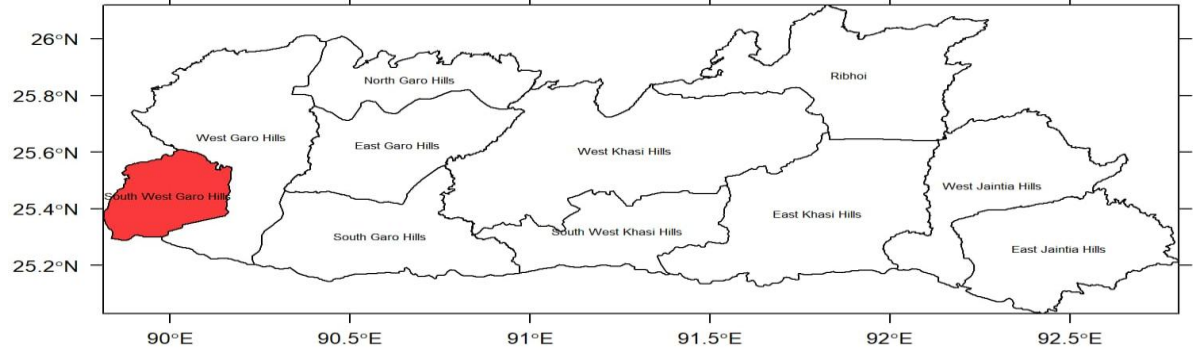 26°N
25.8°N
25.6°N
25.4°N
25.2°N
Ribhoi
North Garo Hills
West Garo Hills
East Garo Hills
West Khasi Hills
South West Garo Hills
West Jaintia Hills
East Khasi Hills
South West Khasi Hills
South Garo Hills
East Jaintia Hills
90°E
90.5°E
91°E
91.5°E
92°E
92.5°E